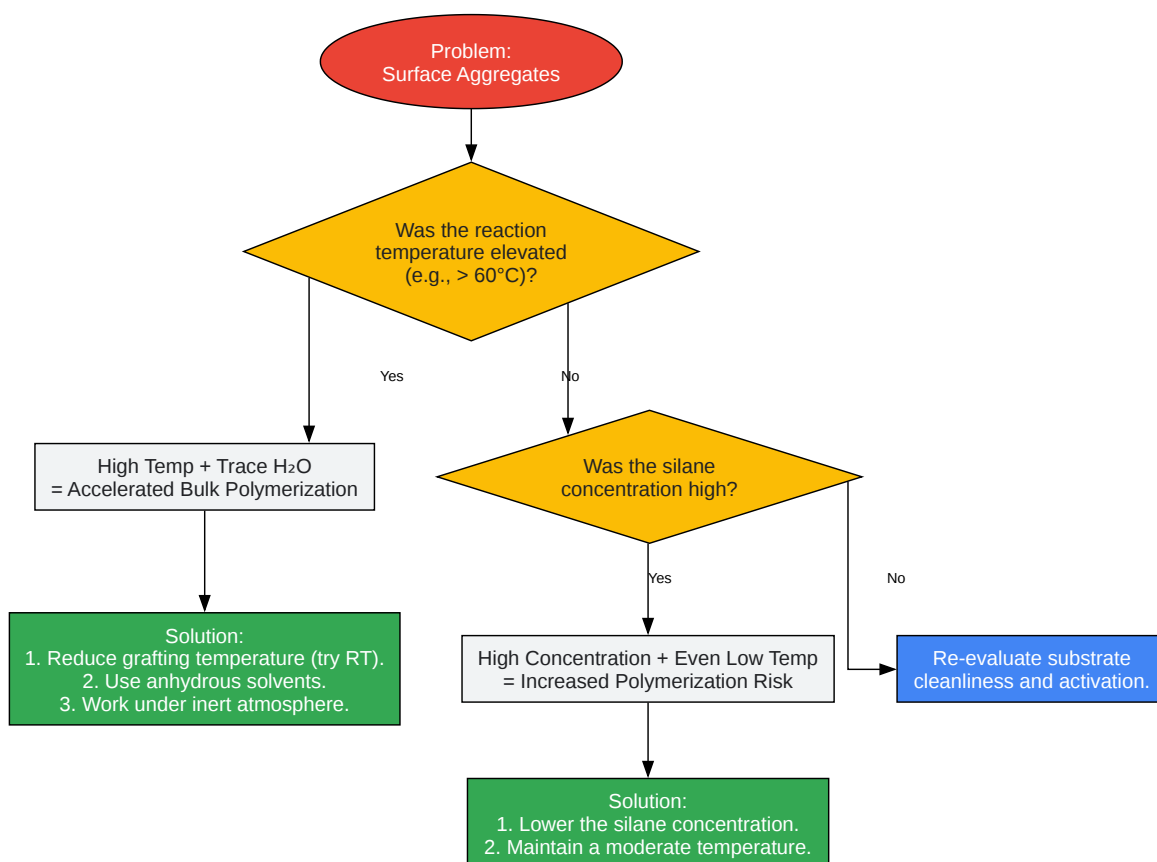 Problem:
Surface Aggregates
Was the reaction
temperature elevated
(e.g., > 60°C)?
Yes
No
High Temp + Trace H₂O
= Accelerated Bulk Polymerization
Was the silane
concentration high?
Yes
No
Solution:
1. Reduce grafting temperature (try RT).
2. Use anhydrous solvents.
3. Work under inert atmosphere.
High Concentration + Even Low Temp
= Increased Polymerization Risk
Re-evaluate substrate
cleanliness and activation.
Solution:
1. Lower the silane concentration.
2. Maintain a moderate temperature.